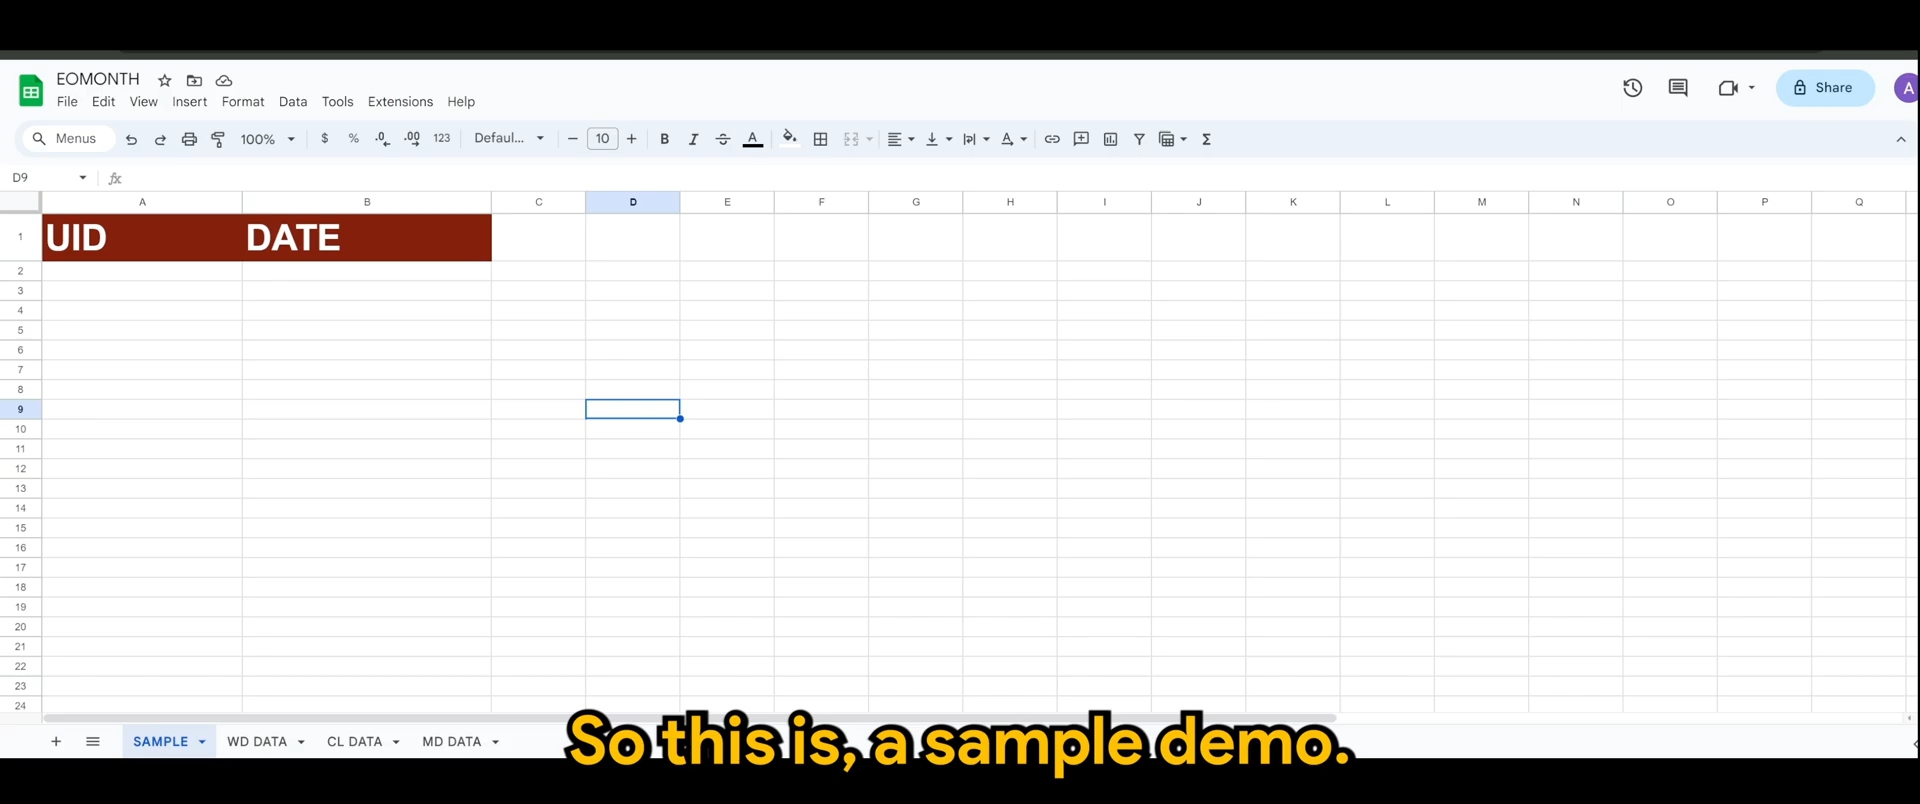 EOMONTH
File Edit View Insert Format Data Tools Extensions Help
Share
A
Menus 100% $ % .0 .00 123 Defaul... − 10 + B I S A Σ
D9 fx
A B C D E F G H I J K L M N O P Q
1 UID DATE
2
3
4
5
6
7
8
9
10
11
12
13
14
15
16
17
18
19
20
21
22
23
24
+ SAMPLE WD DATA CL DATA MD DATA
So this is, a sample demo.